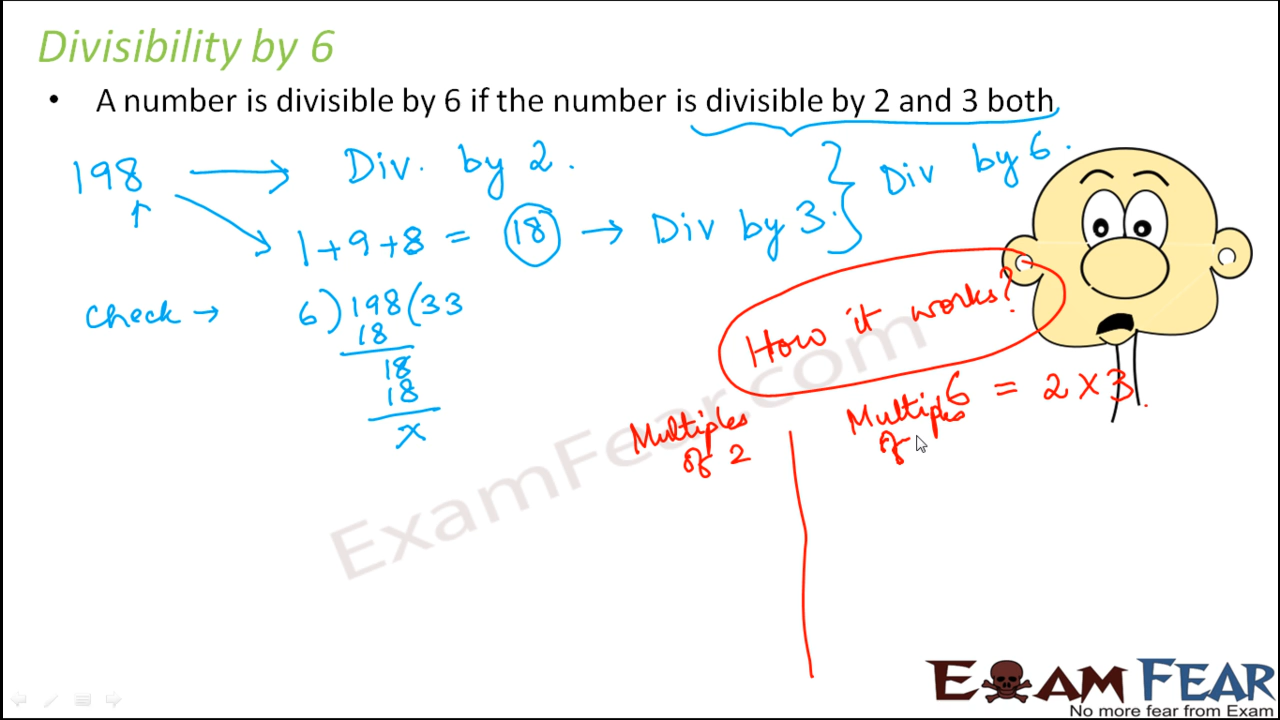 Divisibility by 6
• A number is divisible by 6 if the number is divisible by 2 and 3 both
198 → Div. by 2.
1+9+8 = 18 → Div by 3.
} Div by 6.
check → 6) 198 (33
18
18
18
x
How it works?
6 = 2 x 3.
Multiples
of 2
Multiples
of
ExamFear.com
EXAM FEAR
No more fear from Exam